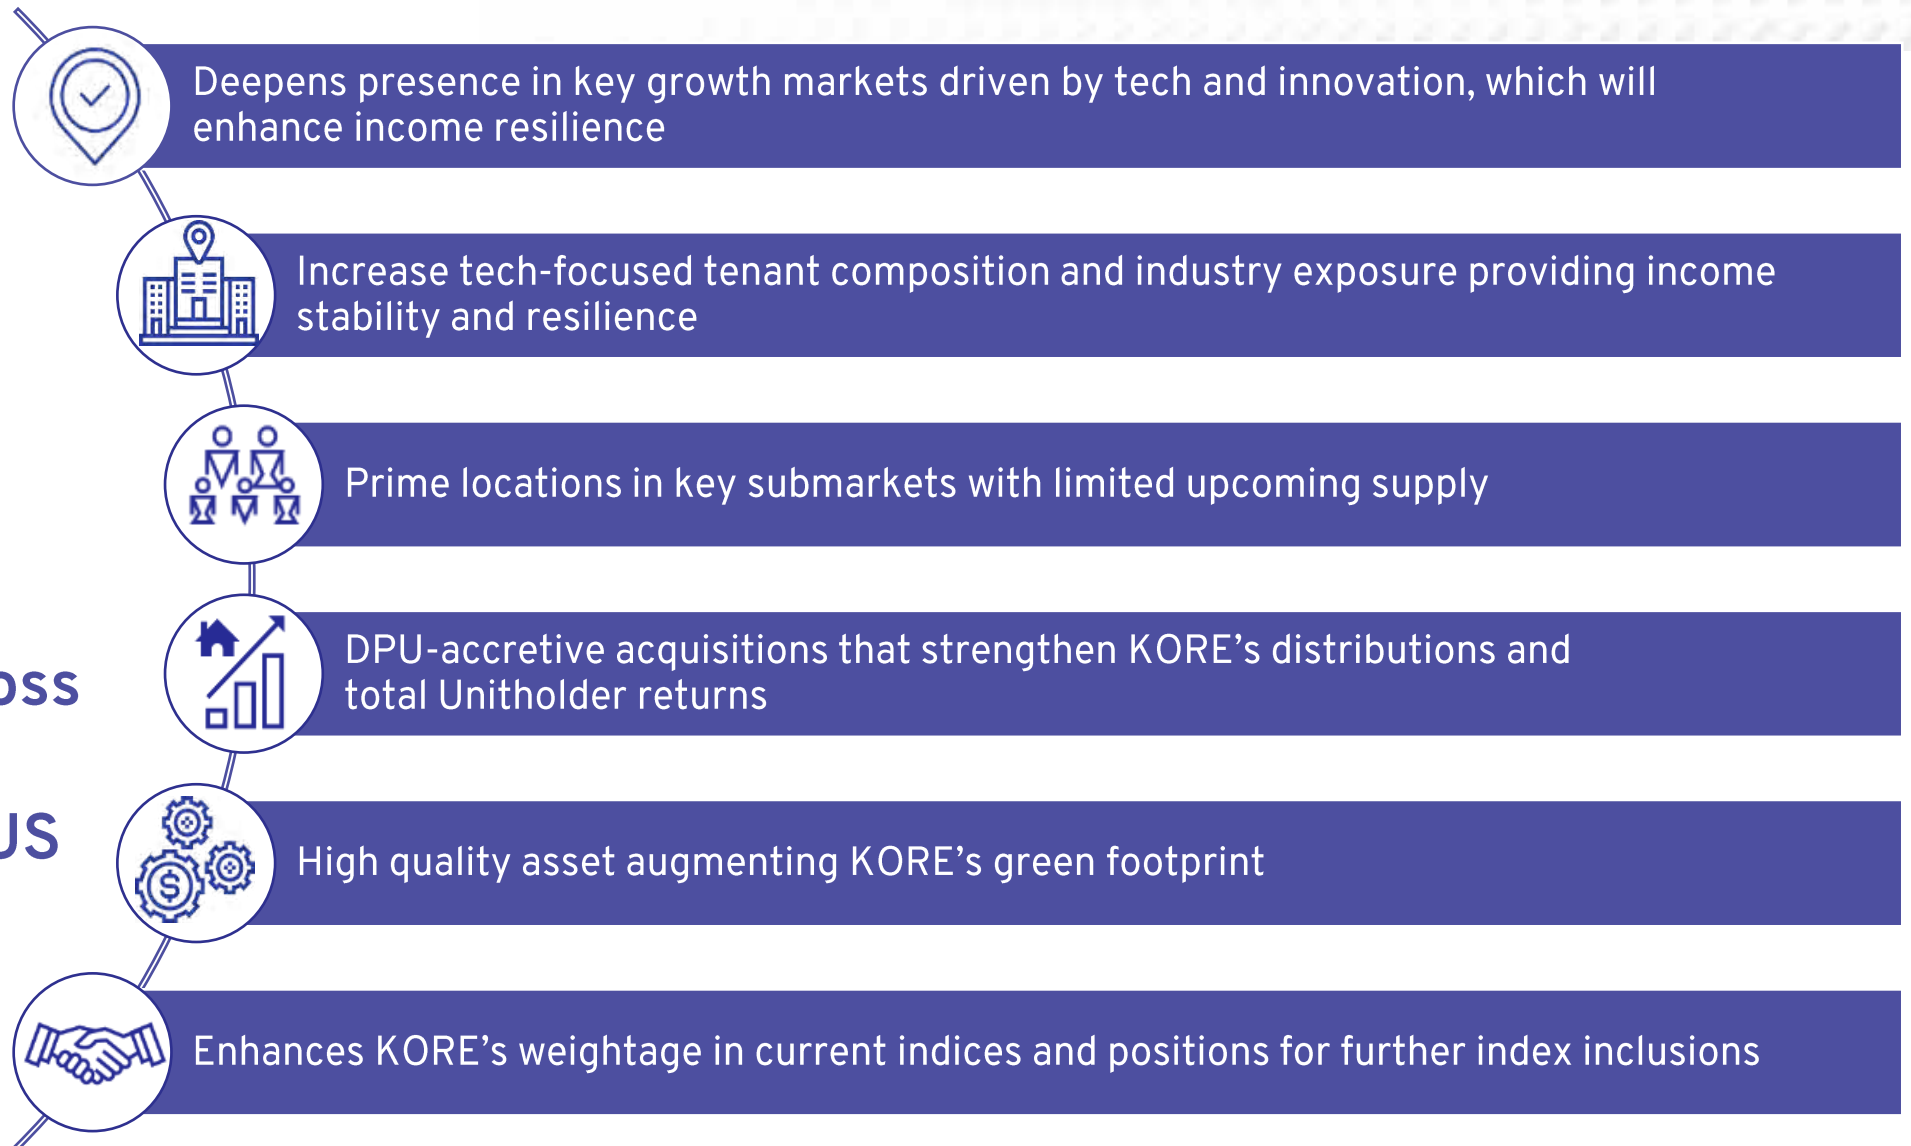 Deepens presence in key growth markets driven by tech and innovation, which will
enhance income resilience
Increase tech-focused tenant composition and industry exposure providing income
stability and resilience
Prime locations in key submarkets with limited upcoming supply
DPU-accretive acquisitions that strengthen KORE's distributions and
total Unitholder returns
High quality asset augmenting KORE's green footprint
Enhances KORE's weightage in current indices and positions for further index inclusions
US
$